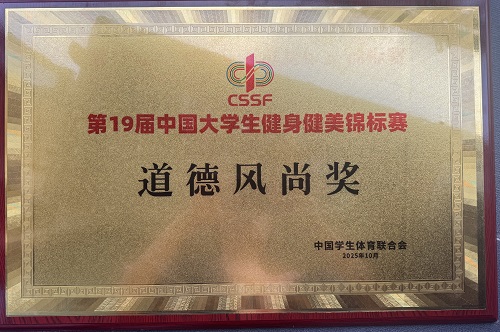 CSSF
第19届中国大学生健身健美锦标赛
道德风尚奖
中国学生体育联合会
2025年10月